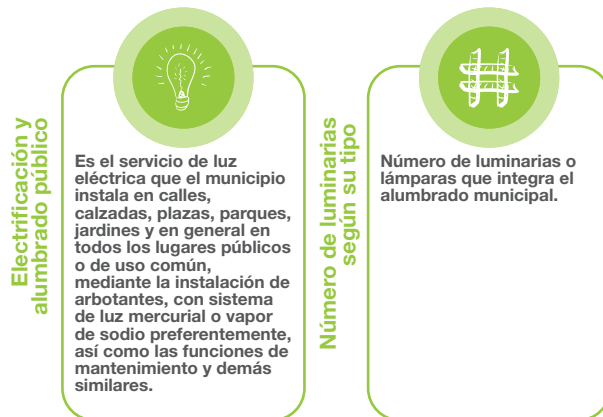 Electrificación y
alumbrado público
Es el servicio de luz
eléctrica que el municipio
instala en calles,
calzadas, plazas, parques,
jardines y en general en
todos los lugares públicos
o de uso común,
mediante la instalación de
arbotantes, con sistema
de luz mercurial o vapor
de sodio preferentemente,
así como las funciones de
mantenimiento y demás
similares.
Número de luminarias
según su tipo
Número de luminarias o
lámparas que integra el
alumbrado municipal.